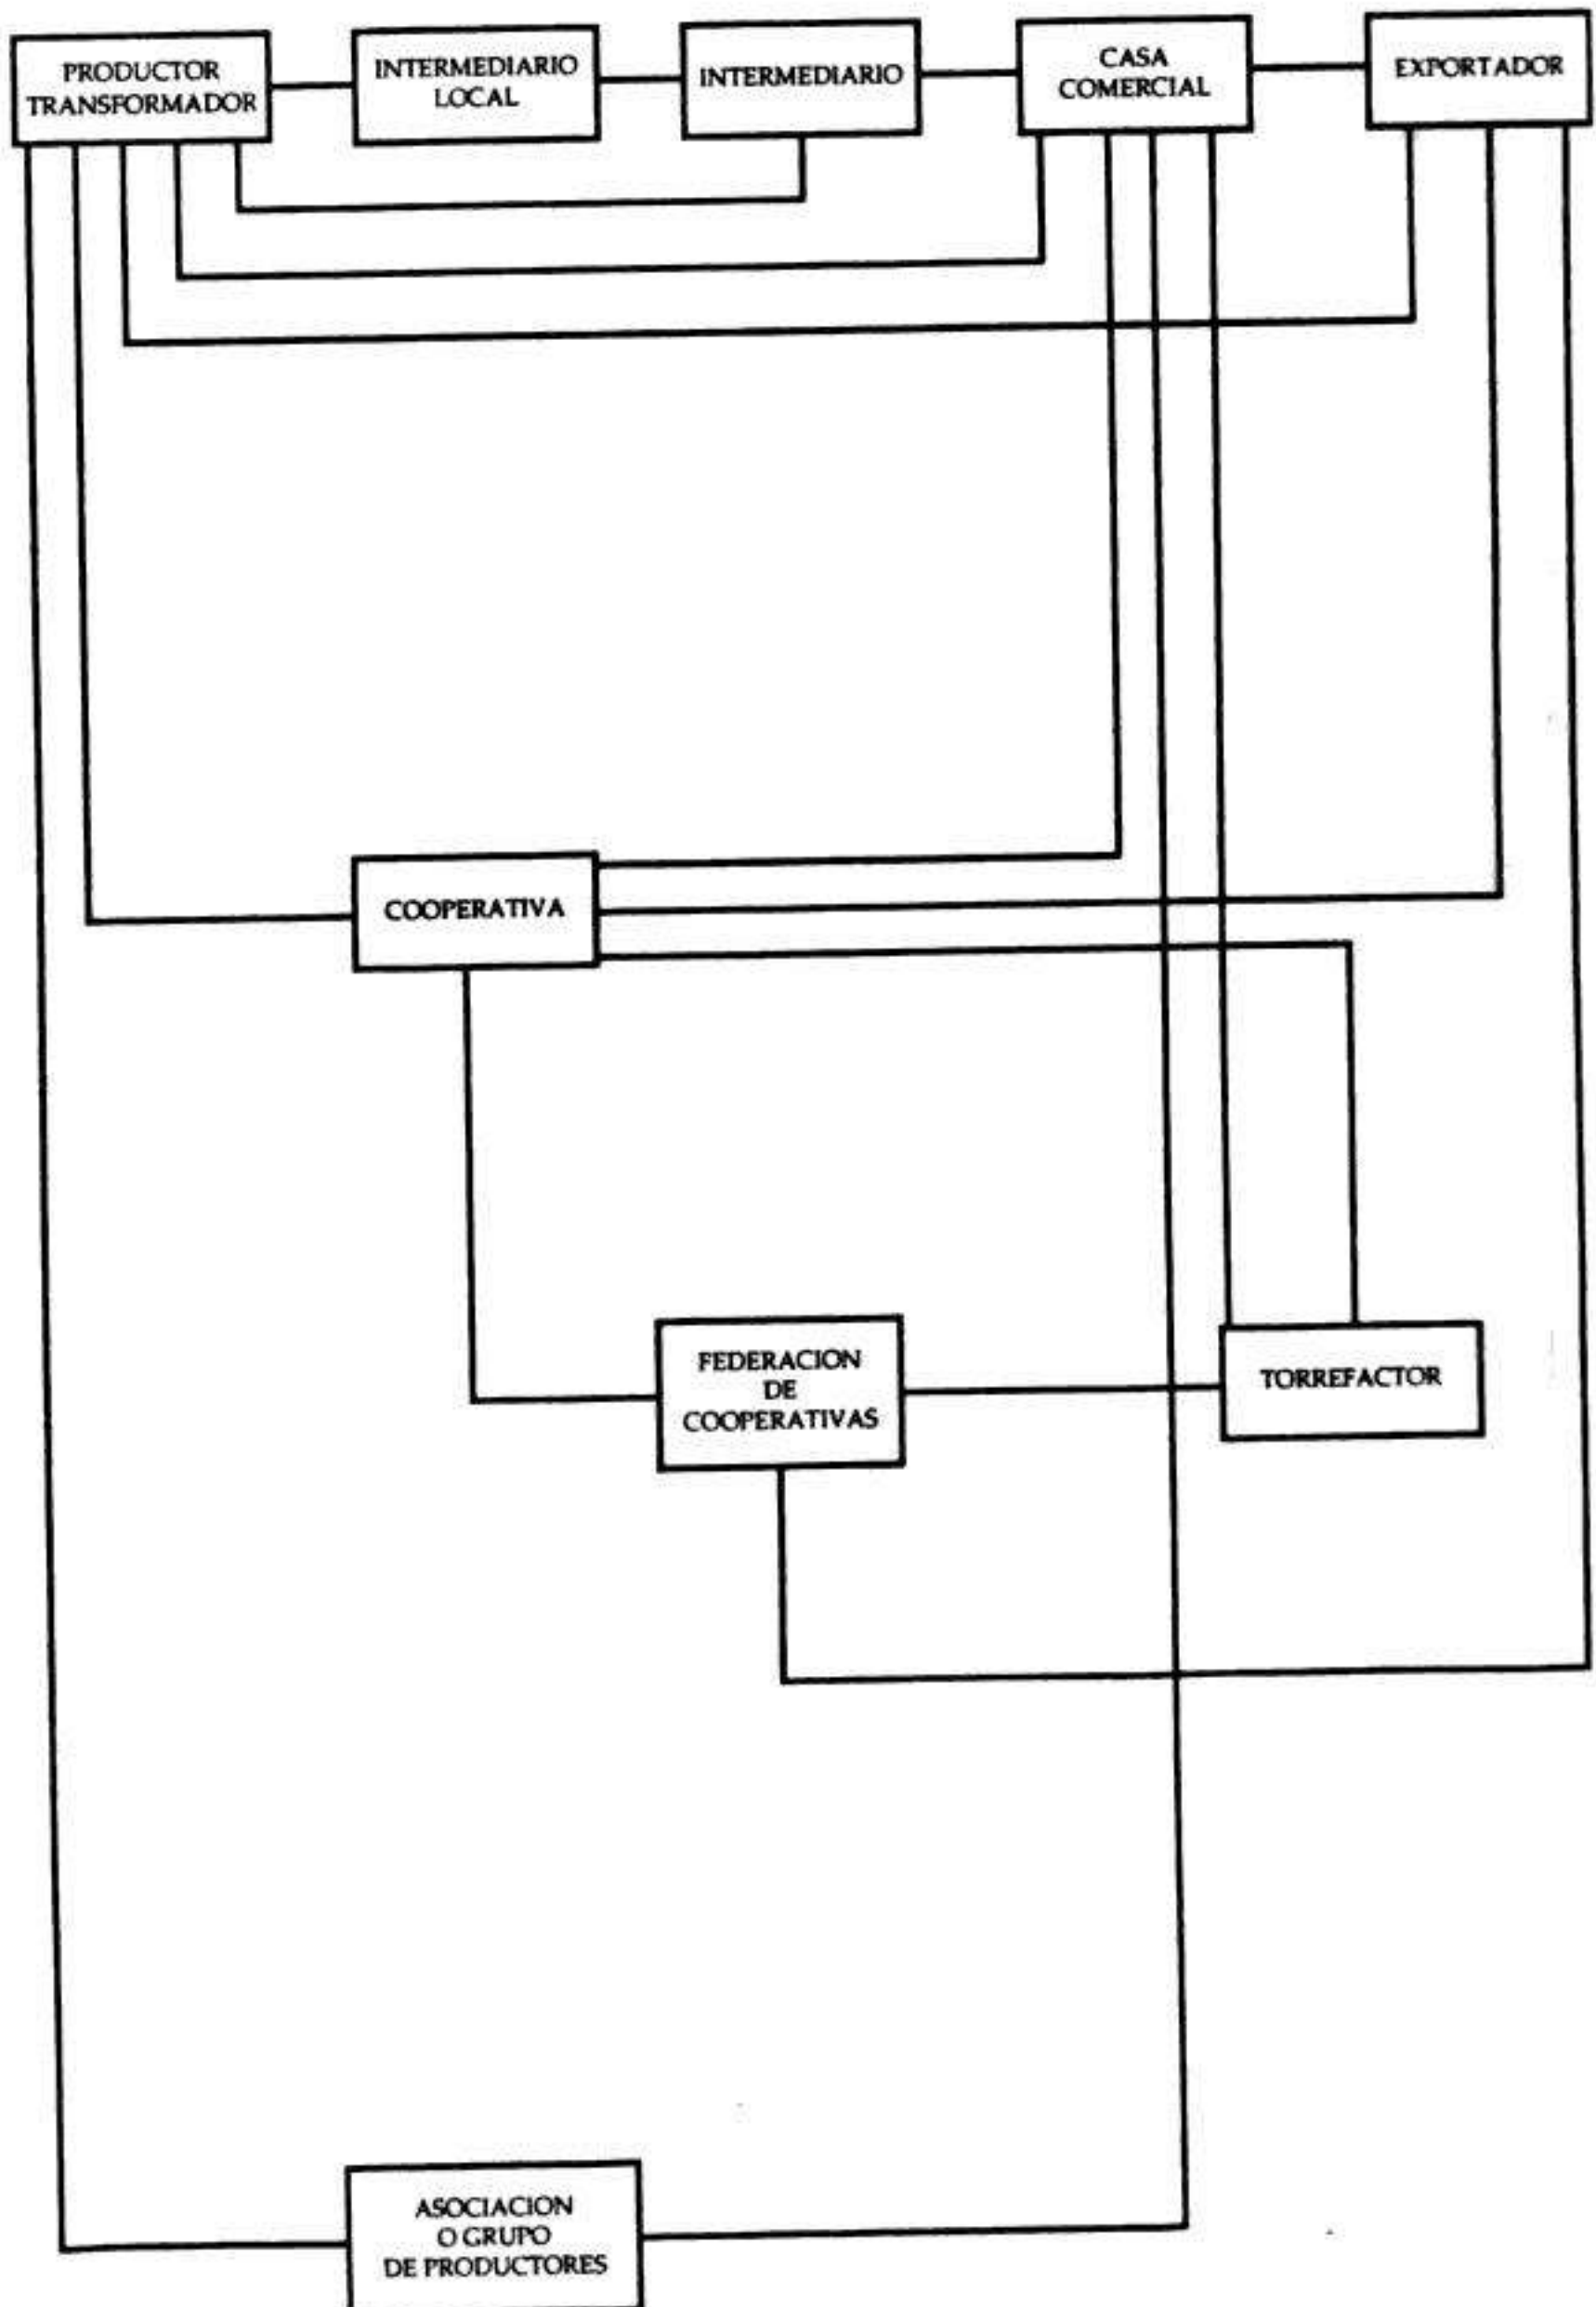 PRODUCTOR
TRANSFORMADOR
INTERMEDIARIO
LOCAL
INTERMEDIARIO
CASA
COMERCIAL
EXPORTADOR
COOPERATIVA
FEDERACION
DE
COOPERATIVAS
TORREFACTOR
ASOCIACION
O GRUPO
DE PRODUCTORES